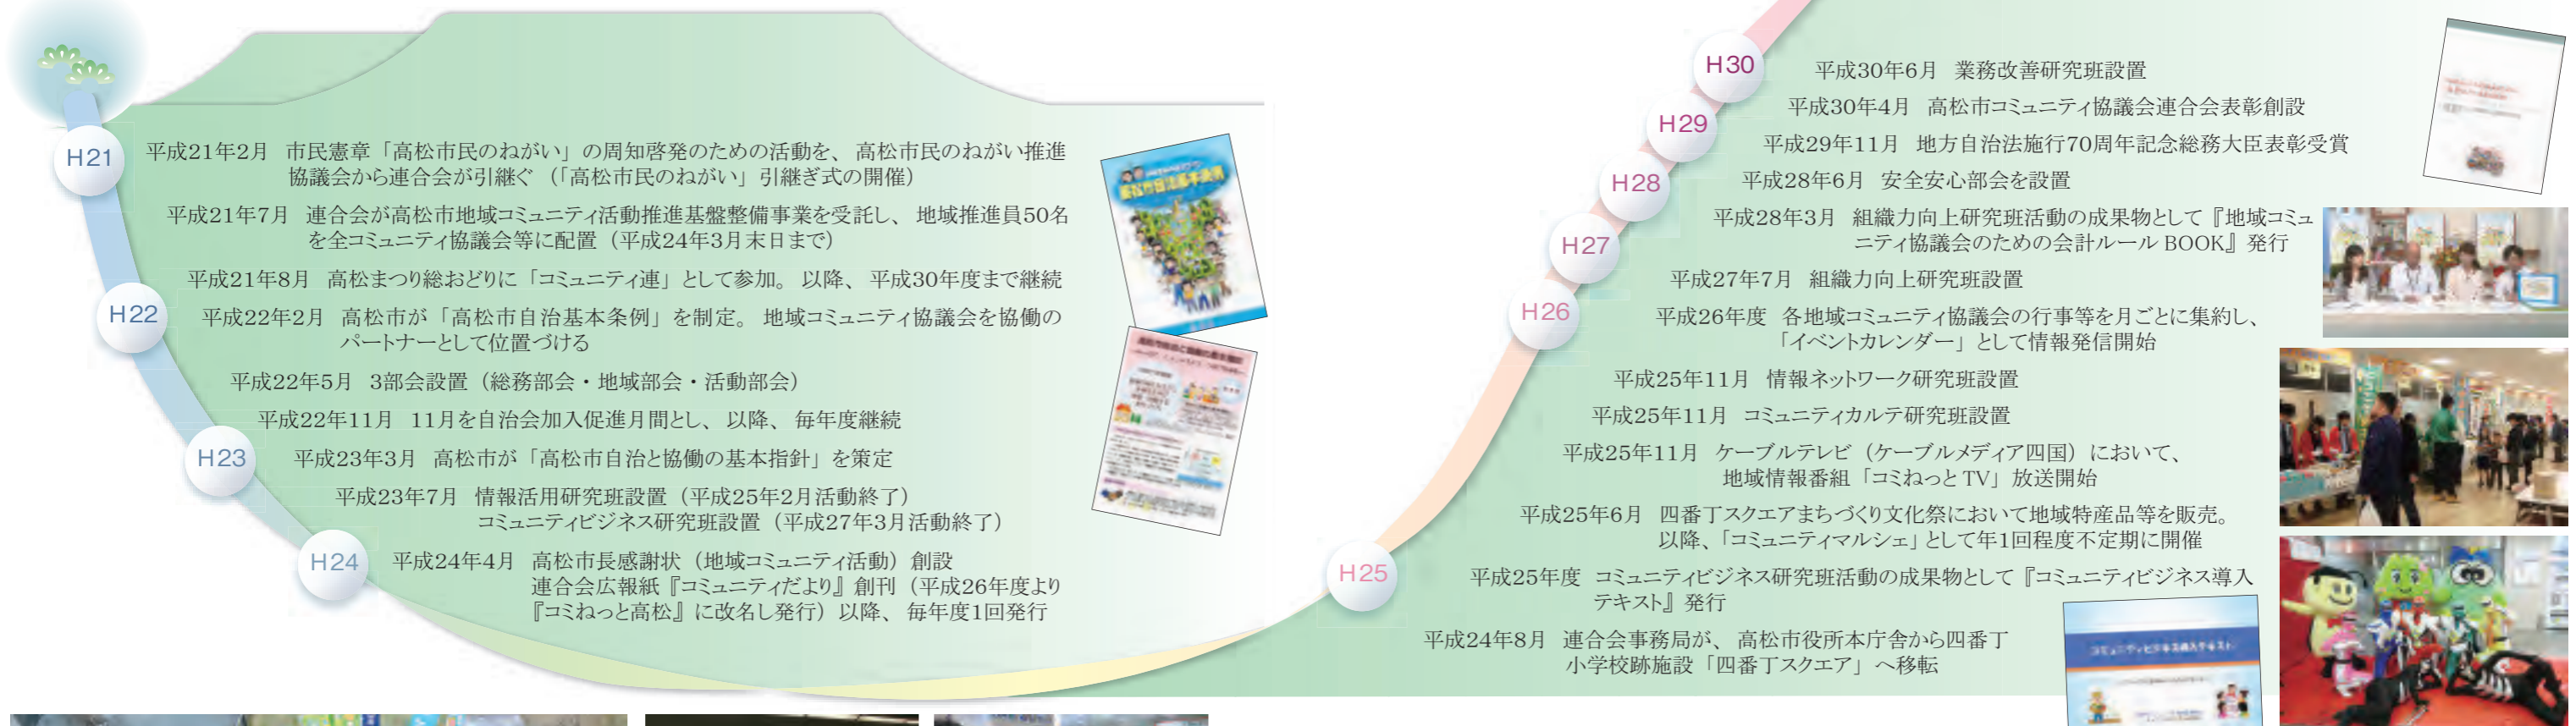 H21
平成21年2月 市民憲章「高松市民のねがい」の周知啓発のための活動を、高松市民のねがい推進
協議会から連合会が引継ぐ(「高松市民のねがい」引継ぎ式の開催)
平成21年7月 連合会が高松市地域コミュニティ活動推進基盤整備事業を受託し、地域推進員50名
を全コミュニティ協議会等に配置(平成24年3月末日まで)
平成21年8月 高松まつり総おどりに「コミュニティ連」として参加。以降、平成30年度まで継続
H22
平成22年2月 高松市が「高松市自治基本条例」を制定。地域コミュニティ協議会を協働の
パートナーとして位置づける
平成22年5月 3部会設置(総務部会・地域部会・活動部会)
平成22年11月 11月を自治会加入促進月間とし、以降、毎年度継続
H23
平成23年3月 高松市が「高松市自治と協働の基本指針」を策定
平成23年7月 情報活用研究班設置(平成25年2月活動終了)
コミュニティビジネス研究班設置(平成27年3月活動終了)
H24
平成24年4月 高松市長感謝状(地域コミュニティ活動)創設
連合会広報紙『コミュニティだより』創刊(平成26年度より
『コミねっと高松』に改名し発行)以降、毎年度1回発行
高松市自治基本条例
H30
平成30年6月 業務改善研究班設置
平成30年4月 高松市コミュニティ協議会連合会表彰創設
H29
平成29年11月 地方自治法施行70周年記念総務大臣表彰受賞
H28
平成28年6月 安全安心部会を設置
平成28年3月 組織力向上研究班活動の成果物として『地域コミュ
ニティ協議会のための会計ルール BOOK』発行
H27
平成27年7月 組織力向上研究班設置
H26
平成26年度 各地域コミュニティ協議会の行事等を月ごとに集約し、
「イベントカレンダー」として情報発信開始
平成25年11月 情報ネットワーク研究班設置
平成25年11月 コミュニティカルテ研究班設置
平成25年11月 ケーブルテレビ(ケーブルメディア四国)において、
地域情報番組「コミねっと TV」放送開始
平成25年6月 四番丁スクエアまちづくり文化祭において地域特産品等を販売。
以降、「コミュニティマルシェ」として年1回程度不定期に開催
H25
平成25年度 コミュニティビジネス研究班活動の成果物として『コミュニティビジネス導入
テキスト』発行
平成24年8月 連合会事務局が、高松市役所本庁舎から四番丁
小学校跡施設「四番丁スクエア」へ移転
コミュニティビジネス導入テキスト